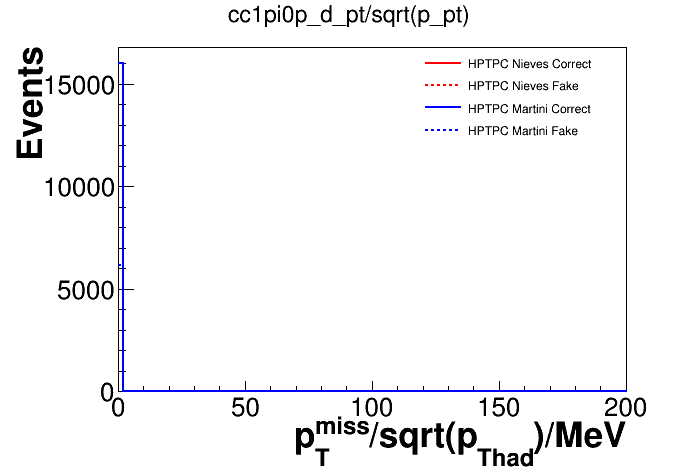 cc1pi0p_d_pt/sqrt(p_pt)
Events
15000
10000
5000
0
HPTPC Nieves Correct
HPTPC Nieves Fake
HPTPC Martini Correct
HPTPC Martini Fake
0 50 100 150 200
p_T^miss/sqrt(p_Thad)/MeV